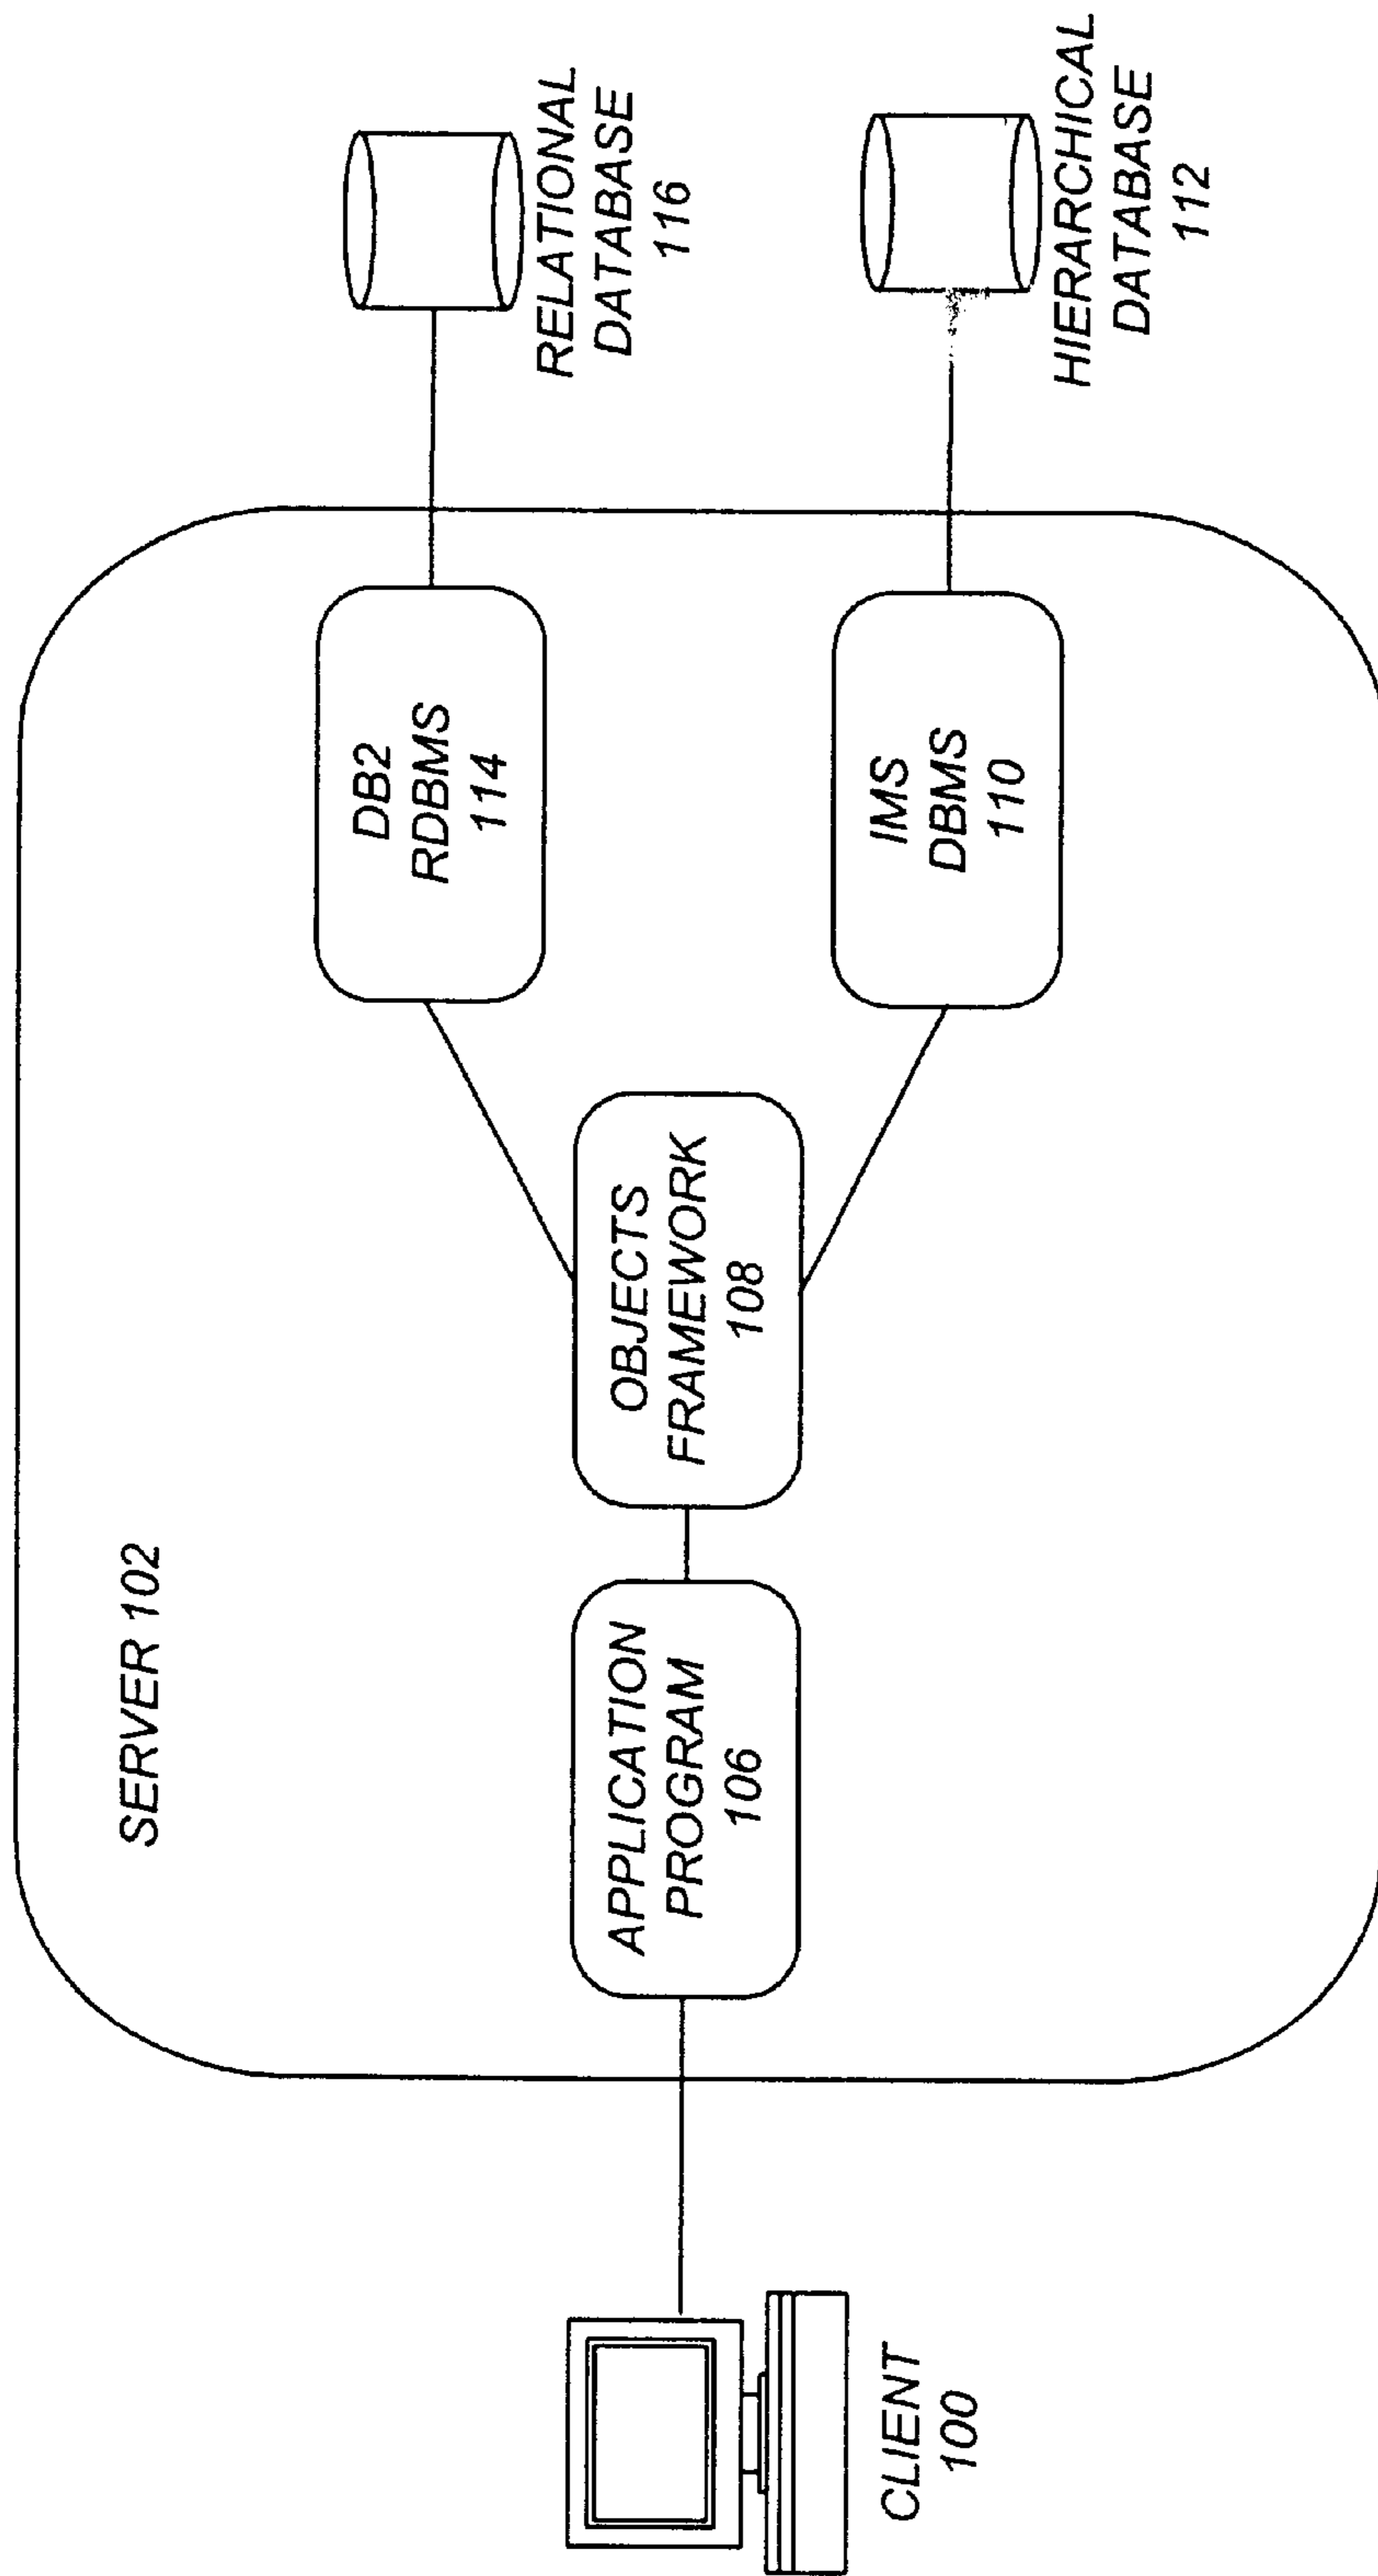 SERVER 102
CLIENT
100
APPLICATION
PROGRAM
106
OBJECTS
FRAMEWORK
108
DB2
RDBMS
114
IMS
DBMS
110
RELATIONAL
DATABASE
116
HIERARCHICAL
DATABASE
112